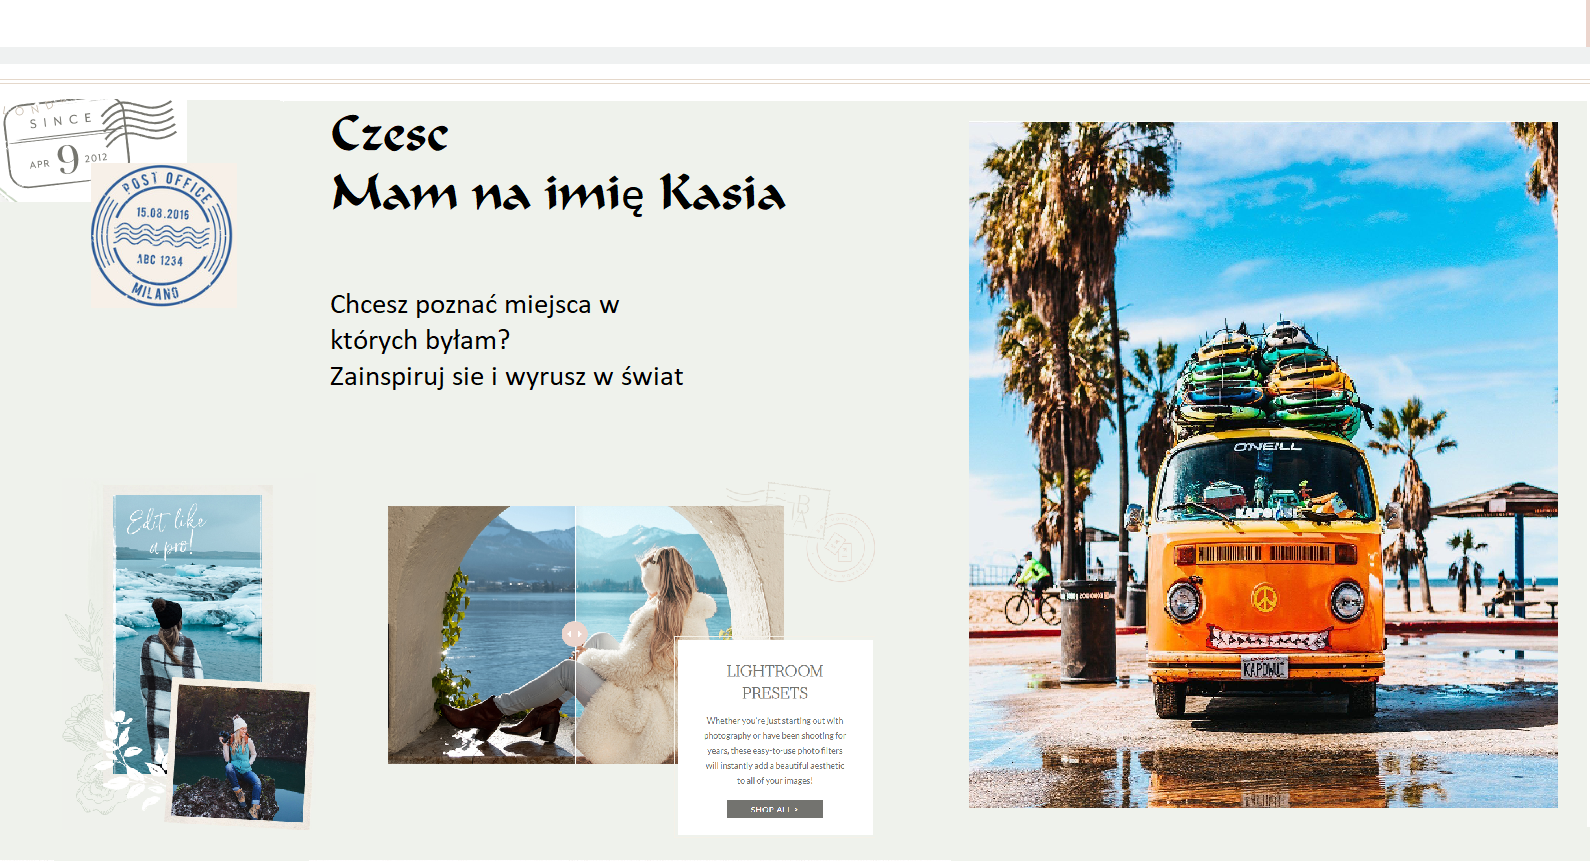 LOND
SINCE
APR 9 2012
POST OFFICE
15.08.2016
ABC 1234
MILANO
Czesc
Mam na imię Kasia
Chcesz poznać miejsca w
których byłam?
Zainspiruj sie i wyrusz w świat
Edit like
a pro!
LIGHTROOM
PRESETS
Whether you're just starting out with
photography or have been shooting for
years, these easy-to-use photo filters
will instantly add a beautiful aesthetic
to all of your images!
SHOP ALL >
O'NEILL
KAPOWUI